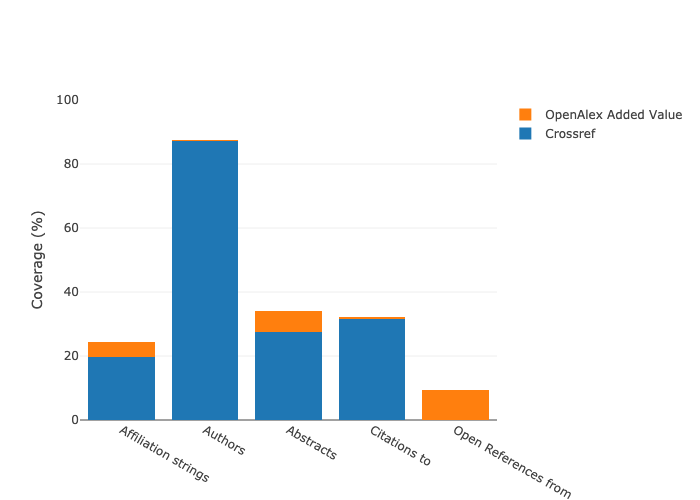 100
80
60
40
20
0
Coverage (%)
Affiliation strings
Authors
Abstracts
Citations to
Open References from
OpenAlex Added Value
Crossref